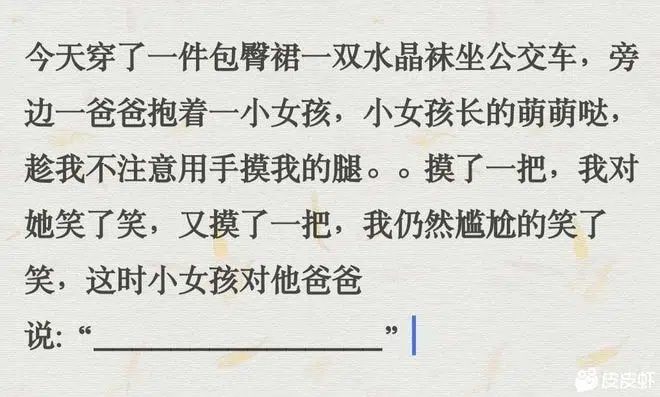 今天穿了一件包臀裙一双水晶袜坐公交车，旁
边一爸爸抱着一小女孩，小女孩长的萌萌哒，
趁我不注意用手摸我的腿。。摸了一把，我对
她笑了笑，又摸了一把，我仍然尴尬的笑了
笑，这时小女孩对他爸爸
说:“__________________”
皮皮虾